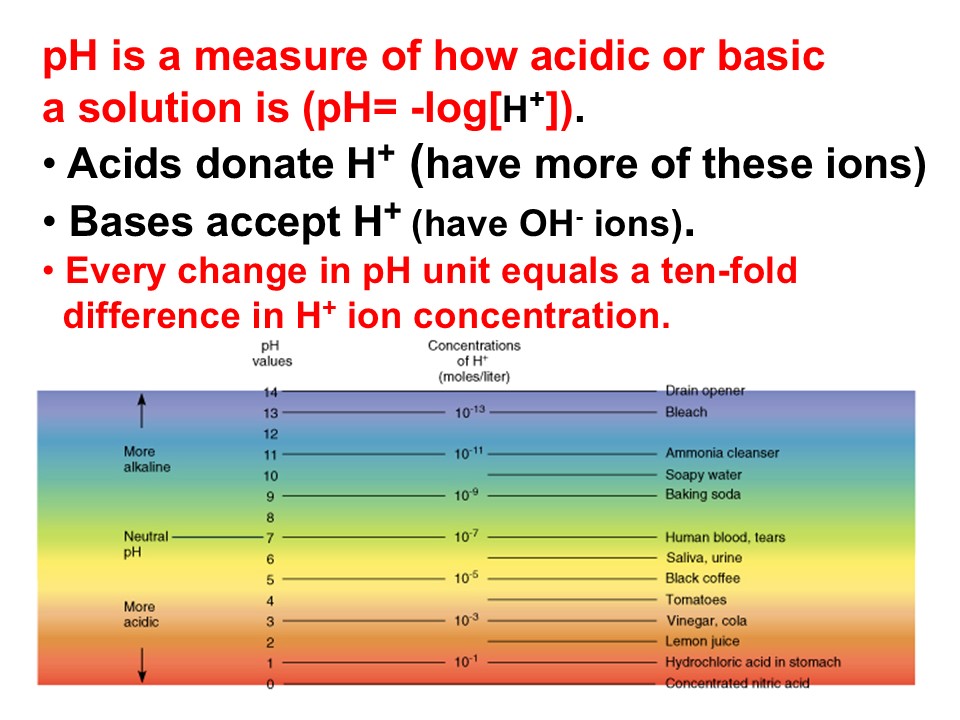 pH is a measure of how acidic or basic
a solution is (pH= -log[H⁺]).
• Acids donate H⁺ (have more of these ions)
• Bases accept H⁺ (have OH⁻ ions).
• Every change in pH unit equals a ten-fold
difference in H⁺ ion concentration.
pH Concentrations
values of H⁺
(moles/liter)
14 Drain opener
13 10⁻¹³ Bleach
12
More
alkaline
11 10⁻¹¹ Ammonia cleanser
10 Soapy water
9 10⁻⁹ Baking soda
8
Neutral
pH
7 10⁻⁷ Human blood, tears
6 Saliva, urine
5 10⁻⁵ Black coffee
4 Tomatoes
More
acidic
3 10⁻³ Vinegar, cola
2 Lemon juice
1 10⁻¹ Hydrochloric acid in stomach
0 Concentrated nitric acid